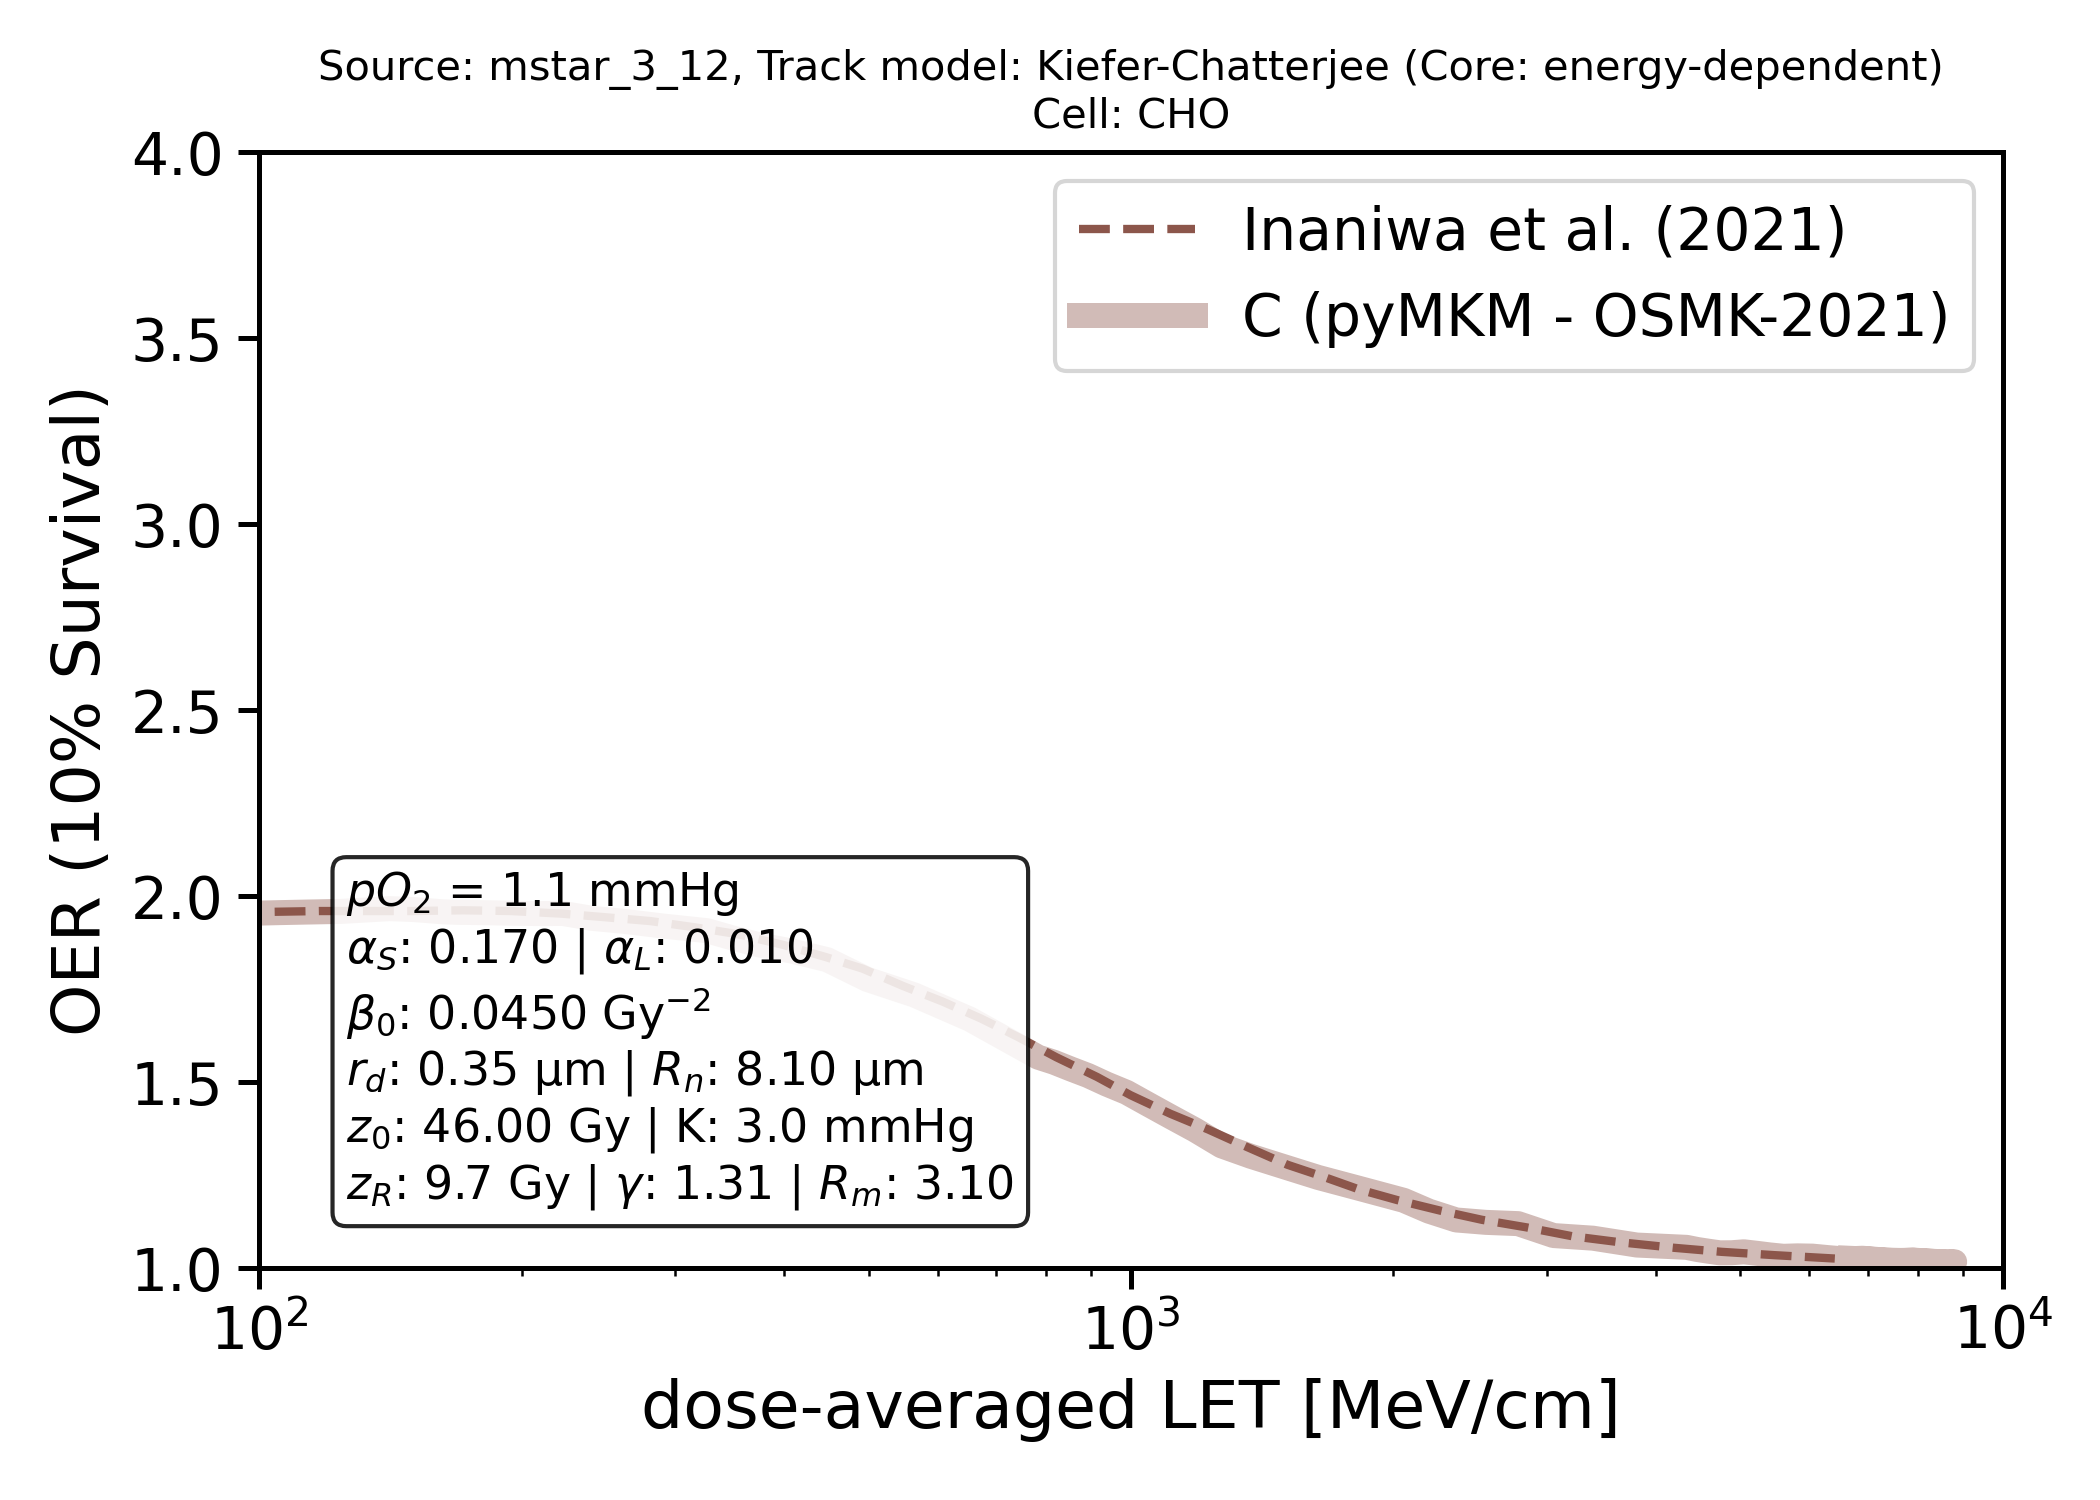 Source: mstar_3_12, Track model: Kiefer-Chatterjee (Core: energy-dependent)
Cell: CHO
4.0
3.5
3.0
2.5
2.0
1.5
1.0
OER (10% Survival)
Inaniwa et al. (2021)
C (pyMKM - OSMK-2021)
pO₂ = 1.1 mmHg
α_S: 0.170 | α_L: 0.010
β₀: 0.0450 Gy⁻²
r_d: 0.35 μm | R_n: 8.10 μm
z₀: 46.00 Gy | K: 3.0 mmHg
z_R: 9.7 Gy | γ: 1.31 | R_m: 3.10
10² 10³ 10⁴
dose-averaged LET [MeV/cm]